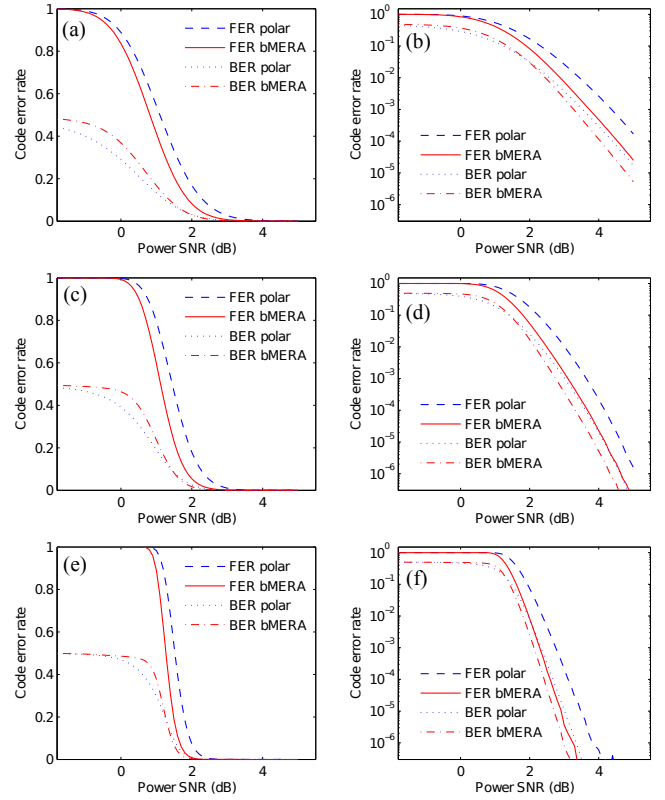 (a)
1
0.8
0.6
0.4
0.2
0
0 2 4
Code error rate
Power SNR (dB)
FER polar
FER bMERA
BER polar
BER bMERA
(b)
10^0
10^-1
10^-2
10^-3
10^-4
10^-5
10^-6
0 2 4
Code error rate
Power SNR (dB)
FER polar
FER bMERA
BER polar
BER bMERA
(c)
1
0.8
0.6
0.4
0.2
0
0 2 4
Code error rate
Power SNR (dB)
FER polar
FER bMERA
BER polar
BER bMERA
(d)
10^0
10^-1
10^-2
10^-3
10^-4
10^-5
10^-6
0 2 4
Code error rate
Power SNR (dB)
FER polar
FER bMERA
BER polar
BER bMERA
(e)
1
0.8
0.6
0.4
0.2
0
0 2 4
Code error rate
Power SNR (dB)
FER polar
FER bMERA
BER polar
BER bMERA
(f)
10^0
10^-1
10^-2
10^-3
10^-4
10^-5
10^-6
0 2 4
Code error rate
Power SNR (dB)
FER polar
FER bMERA
BER polar
BER bMERA